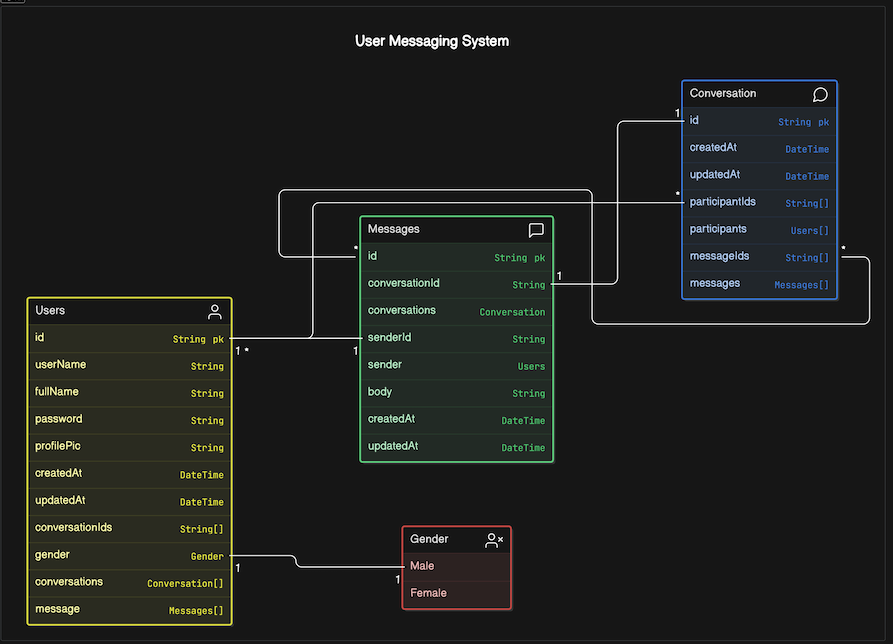 User Messaging System
Conversation
id String pk
createdAt DateTime
updatedAt DateTime
participantIds String[]
participants Users[]
messageIds String[]
messages Messages[]
Messages
id String pk
conversationId String
conversations Conversation
senderId String
sender Users
body String
createdAt DateTime
updatedAt DateTime
Users
id String pk
userName String
fullName String
password String
profilePic String
createdAt DateTime
updatedAt DateTime
conversationIds String[]
gender Gender
conversations Conversation[]
message Messages[]
Gender
Male
Female
1
*
*
*
1
1 *
1
1
1